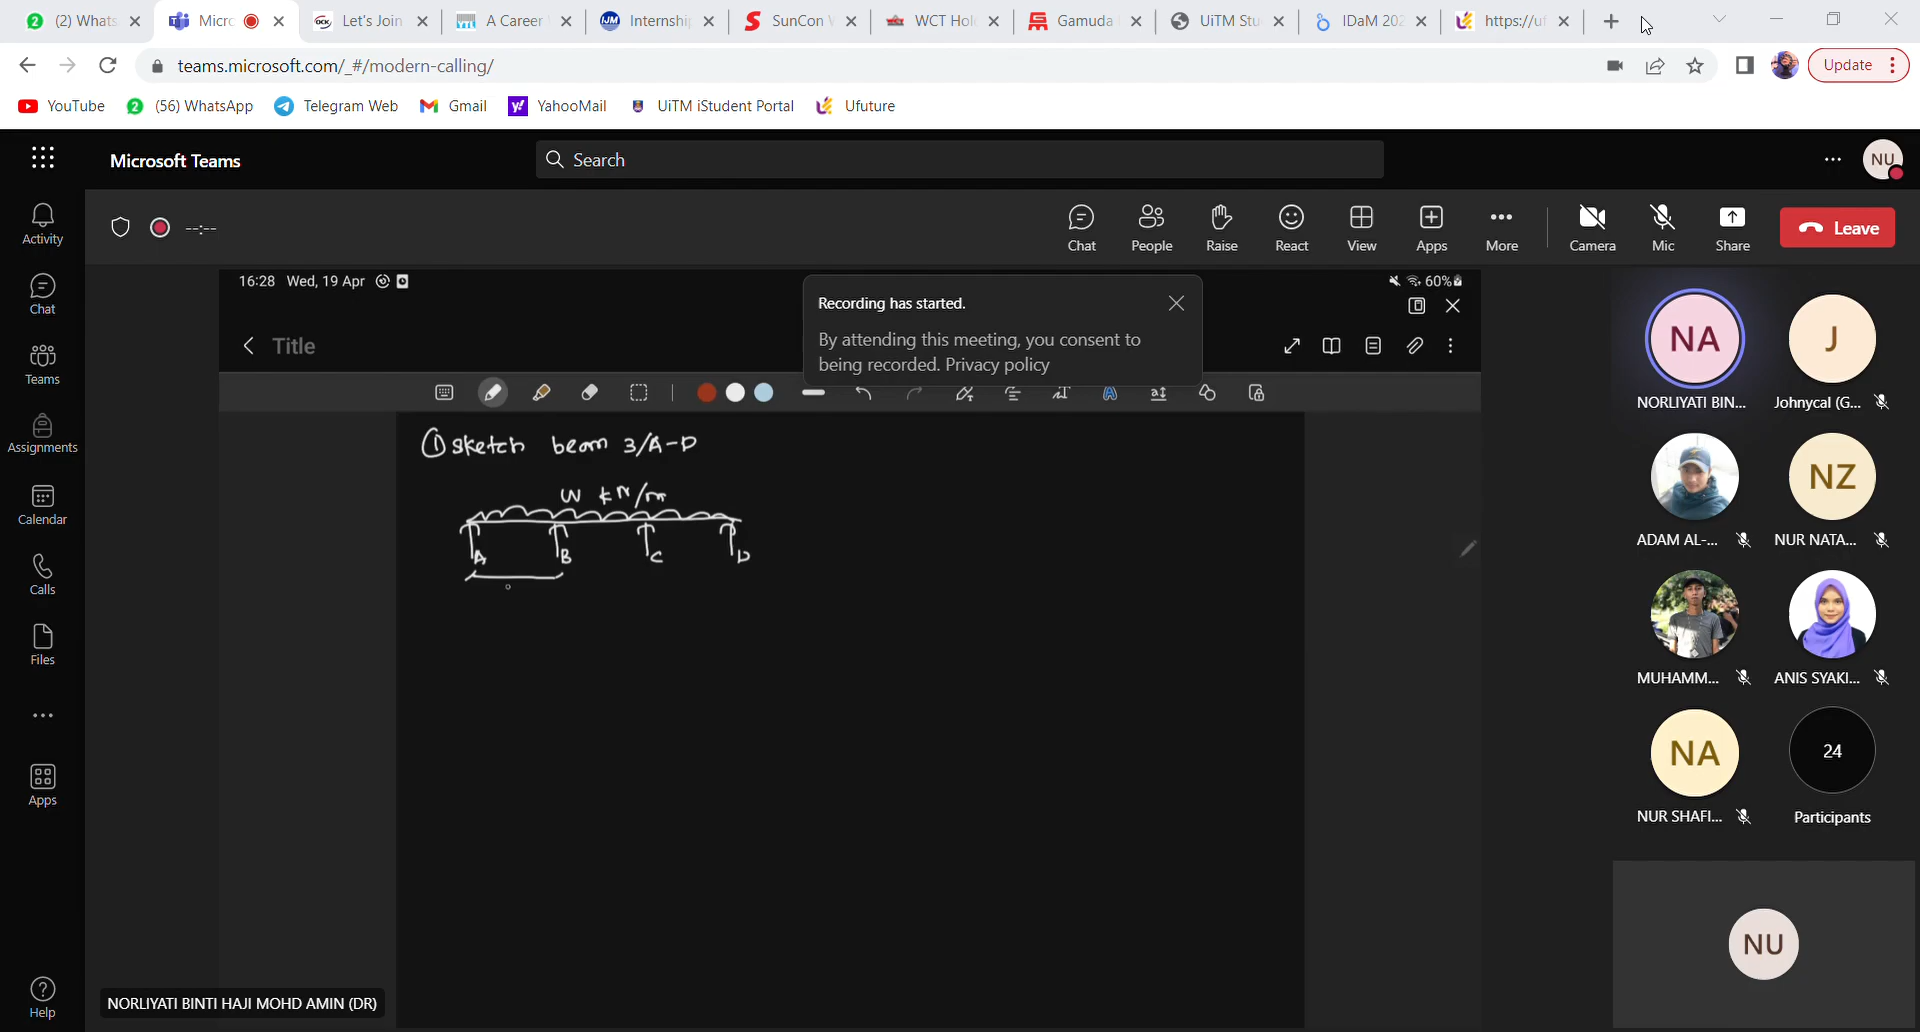 (2) Whats
Micro
Let's Join
A Career
Internshi
SunCon W
WCT Hol
Gamuda
UiTM Stu
IDaM 202
https://uf
teams.microsoft.com/_#/modern-calling/
Update
YouTube
(56) WhatsApp
Telegram Web
Gmail
YahooMail
UiTM iStudent Portal
Ufuture
Microsoft Teams
Search
NU
Activity
Chat
Teams
Assignments
Calendar
Calls
Files
Apps
Help
--:--
Chat
People
Raise
React
View
Apps
More
Camera
Mic
Share
Leave
16:28 Wed, 19 Apr
60%
Title
Recording has started.
By attending this meeting, you consent to
being recorded. Privacy policy
① sketch beam 3/A-D
W kN/m
A B C D
NORLIYATI BINTI HAJI MOHD AMIN (DR)
NA
NORLIYATI BIN...
J
Johnycal (G...
ADAM AL-...
NZ
NUR NATA...
MUHAMM...
ANIS SYAKI...
NA
NUR SHAFI...
24
Participants
NU